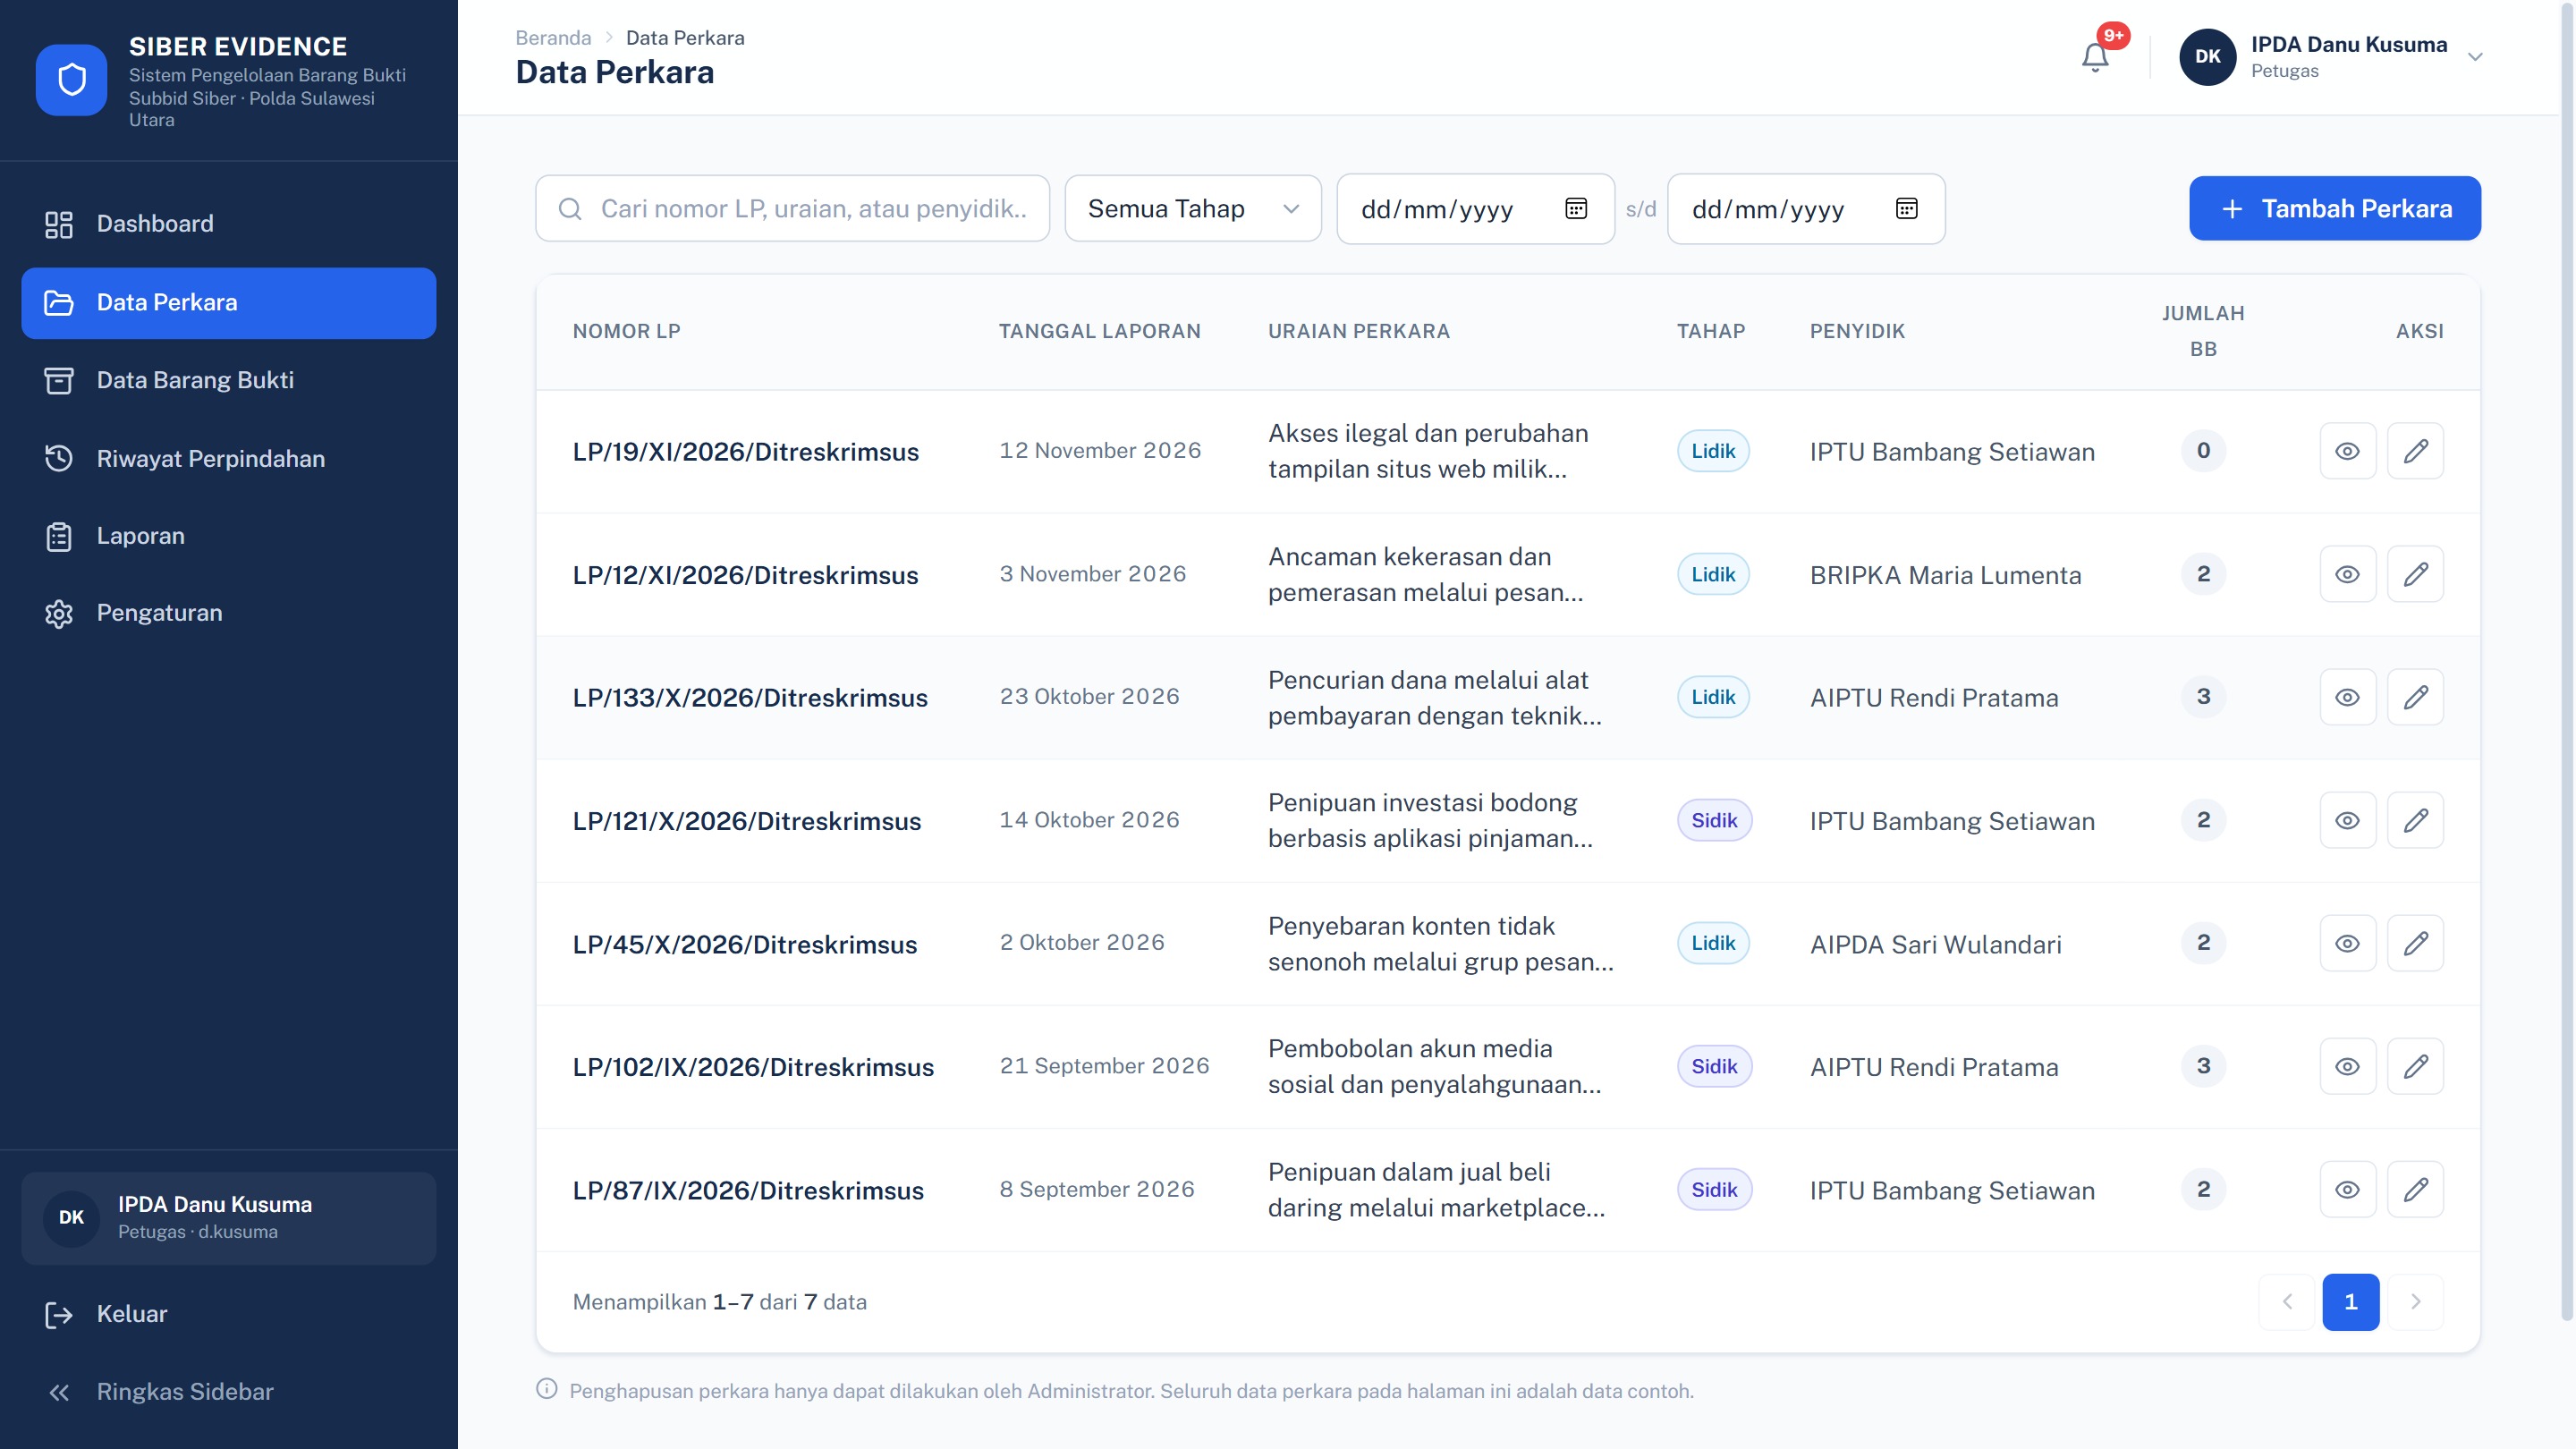 SIBER EVIDENCE
Sistem Pengelolaan Barang Bukti
Subbid Siber · Polda Sulawesi
Utara
Dashboard
Data Perkara
Data Barang Bukti
Riwayat Perpindahan
Laporan
Pengaturan
DK
IPDA Danu Kusuma
Petugas · d.kusuma
Keluar
Ringkas Sidebar
Beranda > Data Perkara
Data Perkara
9+
DK
IPDA Danu Kusuma
Petugas
Cari nomor LP, uraian, atau penyidik..
Semua Tahap
dd/mm/yyyy
s/d
dd/mm/yyyy
+ Tambah Perkara
NOMOR LP TANGGAL LAPORAN URAIAN PERKARA TAHAP PENYIDIK JUMLAH BB AKSI
LP/19/XI/2026/Ditreskrimsus 12 November 2026 Akses ilegal dan perubahan
tampilan situs web milik... Lidik IPTU Bambang Setiawan 0
LP/12/XI/2026/Ditreskrimsus 3 November 2026 Ancaman kekerasan dan
pemerasan melalui pesan... Lidik BRIPKA Maria Lumenta 2
LP/133/X/2026/Ditreskrimsus 23 Oktober 2026 Pencurian dana melalui alat
pembayaran dengan teknik... Lidik AIPTU Rendi Pratama 3
LP/121/X/2026/Ditreskrimsus 14 Oktober 2026 Penipuan investasi bodong
berbasis aplikasi pinjaman... Sidik IPTU Bambang Setiawan 2
LP/45/X/2026/Ditreskrimsus 2 Oktober 2026 Penyebaran konten tidak
senonoh melalui grup pesan... Lidik AIPDA Sari Wulandari 2
LP/102/IX/2026/Ditreskrimsus 21 September 2026 Pembobolan akun media
sosial dan penyalahgunaan... Sidik AIPTU Rendi Pratama 3
LP/87/IX/2026/Ditreskrimsus 8 September 2026 Penipuan dalam jual beli
daring melalui marketplace... Sidik IPTU Bambang Setiawan 2
Menampilkan 1–7 dari 7 data
1
Penghapusan perkara hanya dapat dilakukan oleh Administrator. Seluruh data perkara pada halaman ini adalah data contoh.